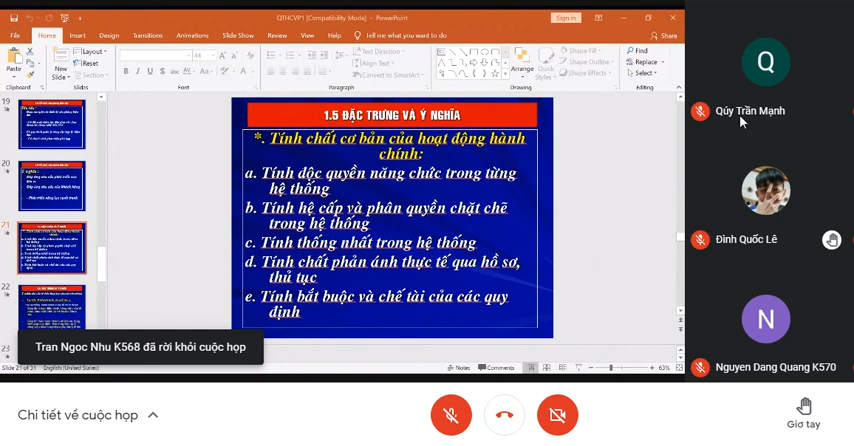 QTHCVP1 [Compatibility Mode] - PowerPoint
Sign in
File Home Insert Design Transitions Animations Slide Show Review View Help Tell me what you want to do
Share
Paste
New Slide
Layout
Reset
Section
44
B I U S
Text Direction
Align Text
Convert to SmartArt
Arrange
Quick Styles
Shape Fill
Shape Outline
Shape Effects
Find
Replace
Select
Clipboard Slides Font Paragraph Drawing Editing
19
20
21
22
23
1.5 ĐẶC TRƯNG VÀ Ý NGHĨA
*. Tính chất cơ bản của hoạt động hành
chính:
a. Tính độc quyền năng chức trong từng
hệ thống
b. Tính hệ cấp và phân quyền chặt chẽ
trong hệ thống
c. Tính thống nhất trong hệ thống
d. Tính chất phản ánh thực tế qua hồ sơ,
thủ tục
e. Tính bắt buộc và chế tài của các quy
định
Tran Ngoc Nhu K568 đã rời khỏi cuộc họp
Slide 21 of 31 English (United States)
Notes Comments 63%
Q
Qúy Trần Mạnh
Đình Quốc Lê
N
Nguyen Dang Quang K570
Chi tiết về cuộc họp
Giơ tay